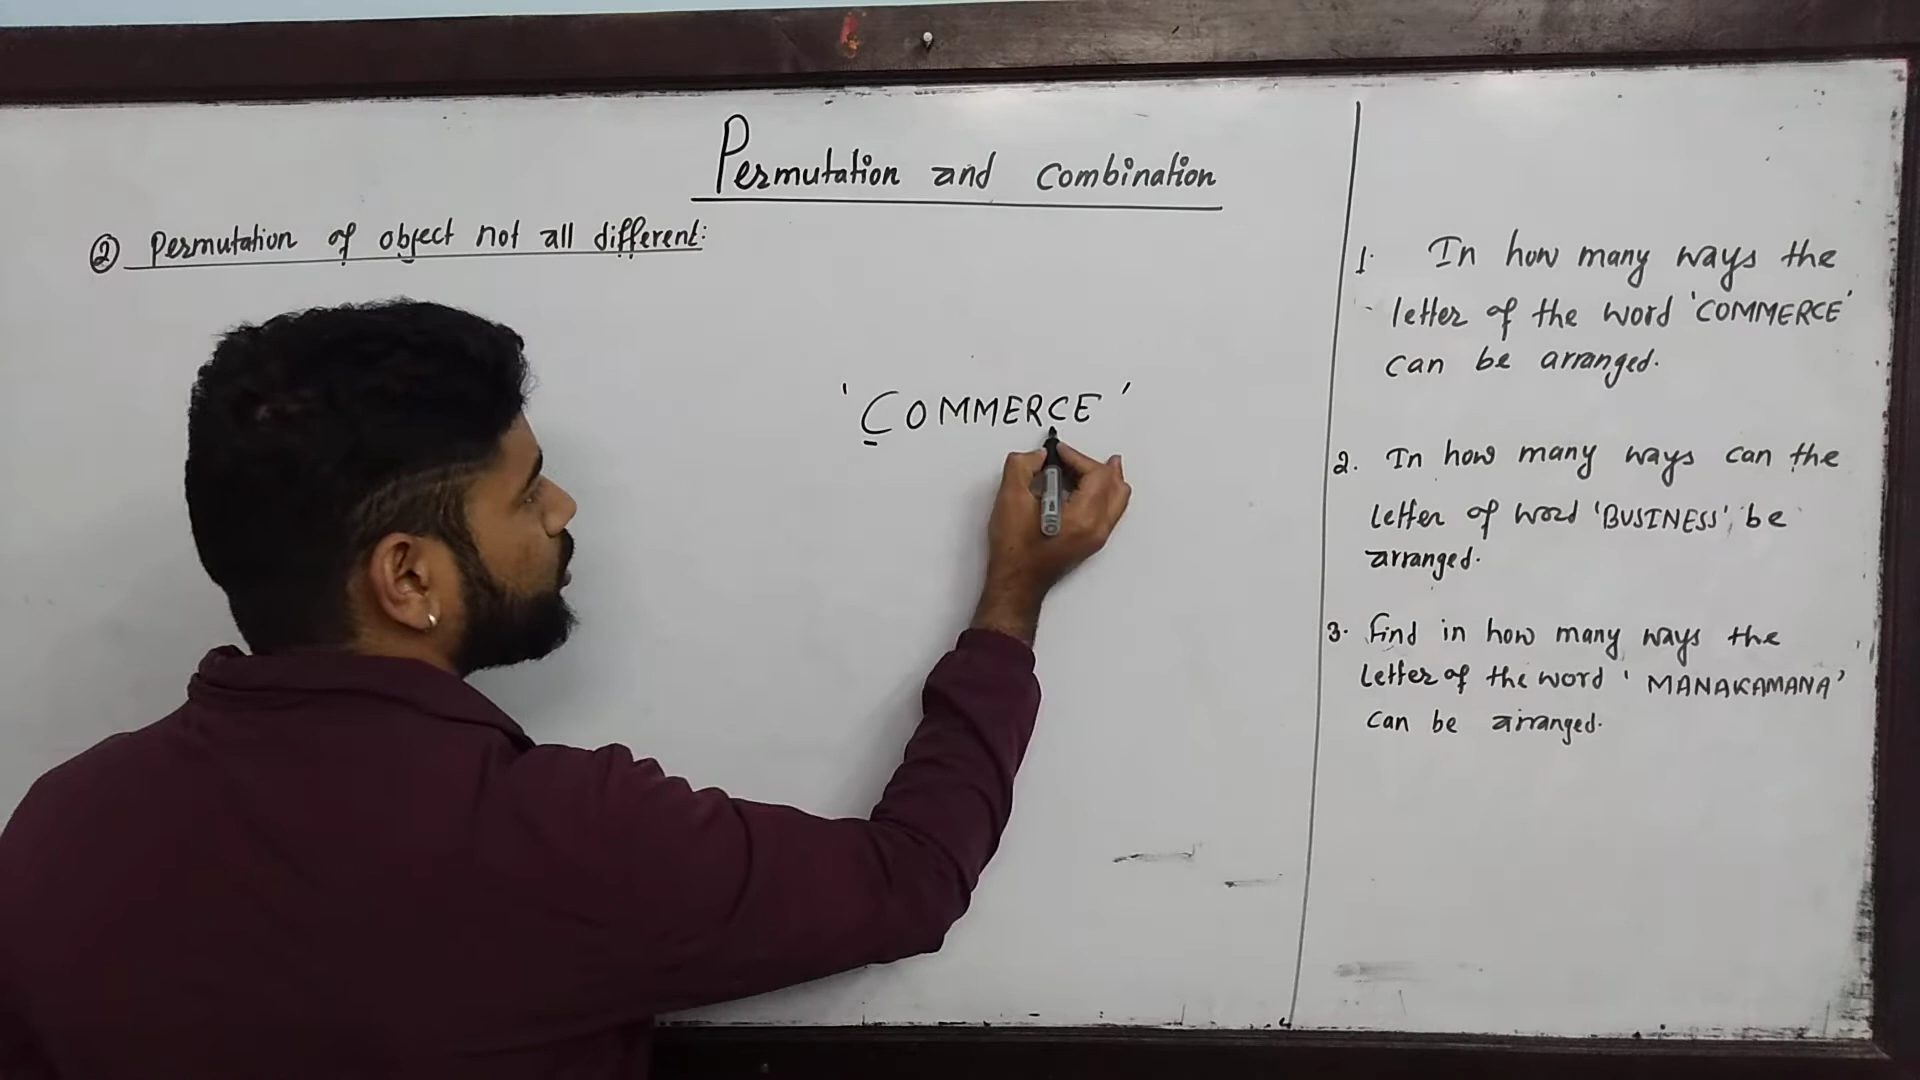 Permutation and Combination
② Permutation of object not all different:
'COMMERCE'
1. In how many ways the
letter of the word 'COMMERCE'
can be arranged.
2. In how many ways can the
letter of word 'BUSINESS', be
arranged.
3. Find in how many ways the
letter of the word 'MANAKAMANA'
can be arranged.